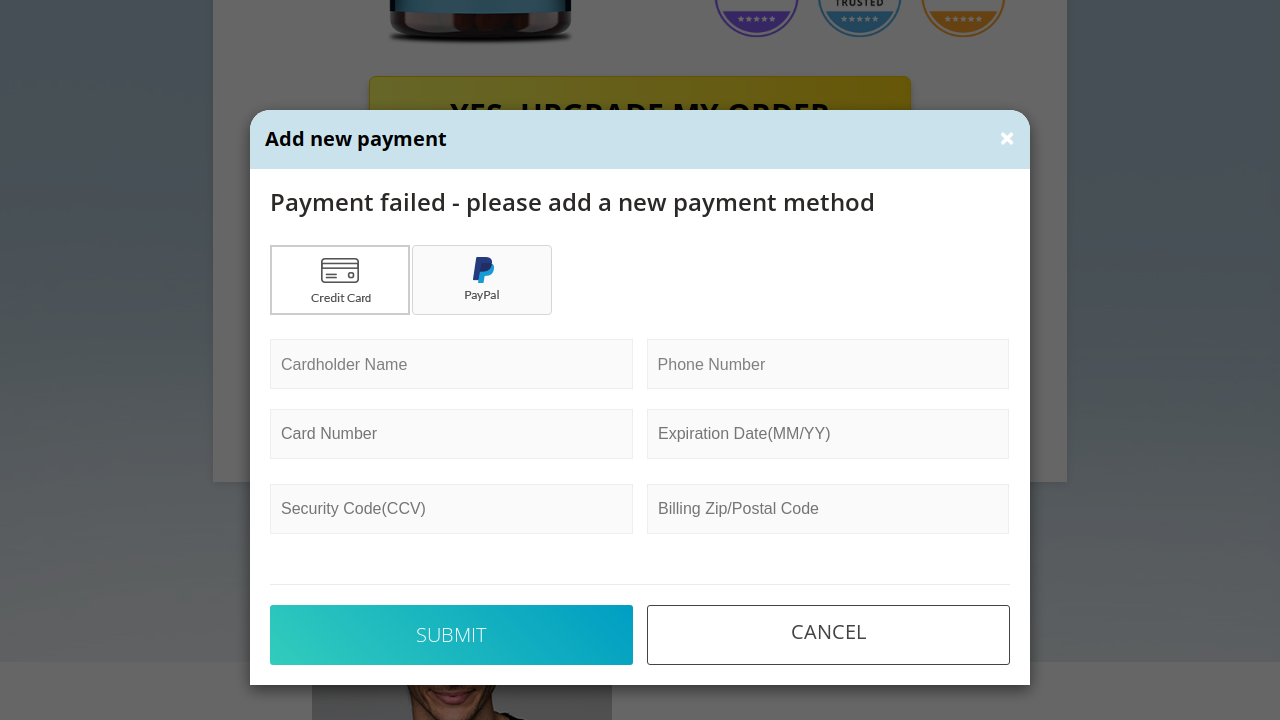 TRUSTED
YES, UPGRADE MY ORDER
Add new payment
×
Payment failed - please add a new payment method
Credit Card
PayPal
Cardholder Name
Phone Number
Card Number
Expiration Date(MM/YY)
Security Code(CCV)
Billing Zip/Postal Code
SUBMIT
CANCEL